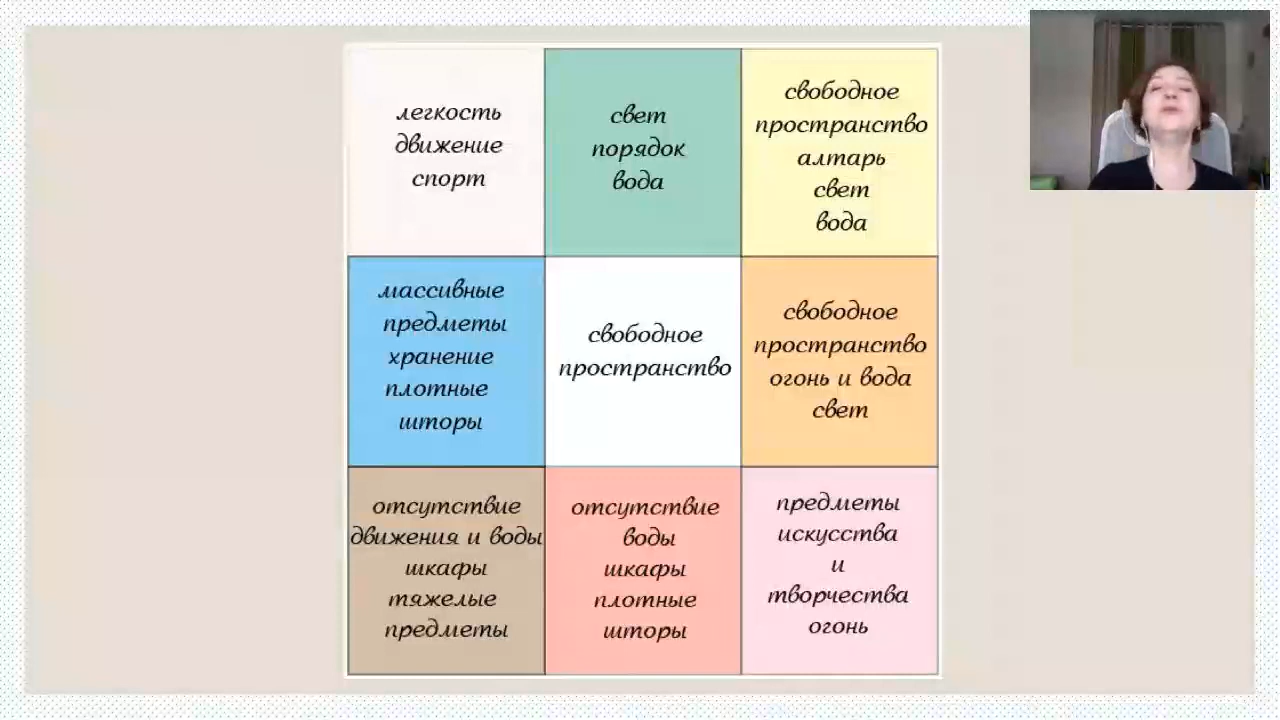 легкость
движение
спорт
свет
порядок
вода
свободное
пространство
алтарь
свет
вода
массивные
предметы
хранение
плотные
шторы
свободное
пространство
свободное
пространство
огонь и вода
свет
отсутствие
движения и воды
шкафы
тяжелые
предметы
отсутствие
воды
шкафы
плотные
шторы
предметы
искусства
и
творчества
огонь